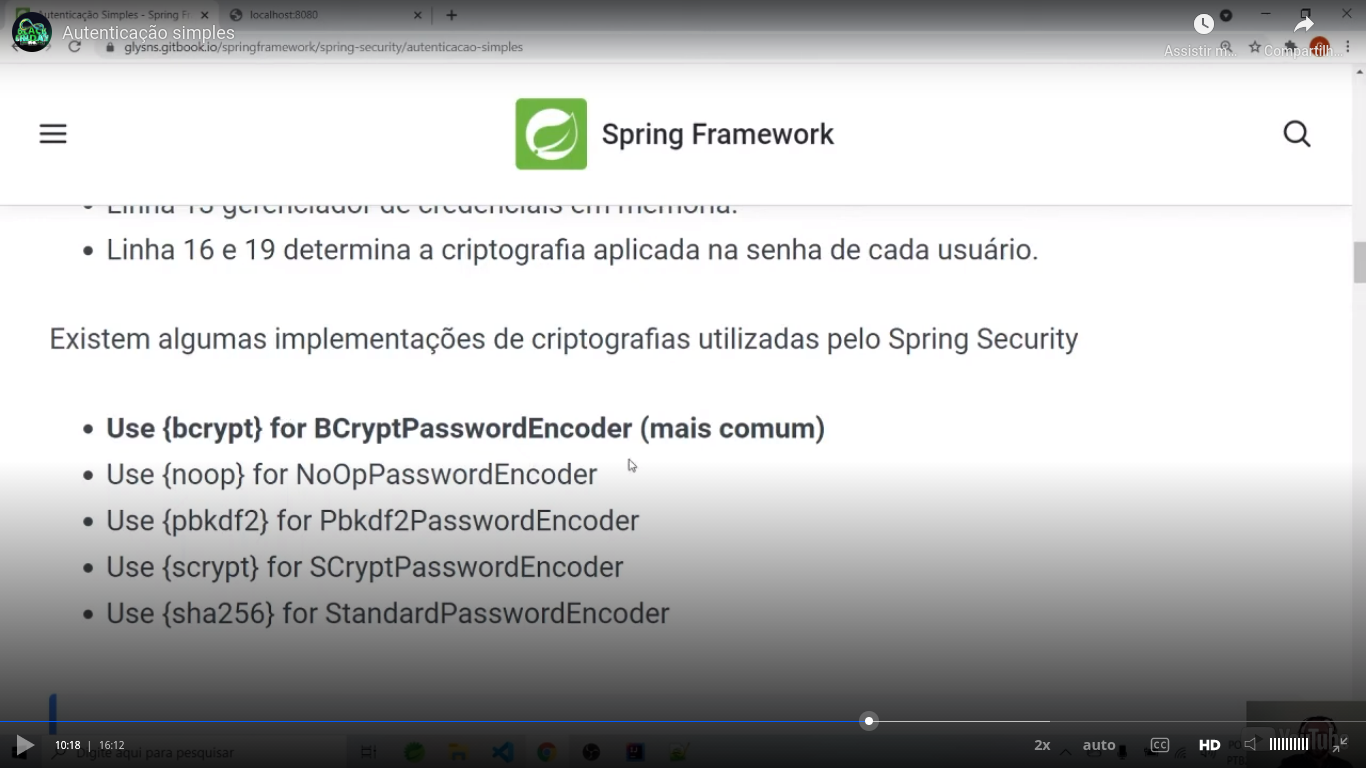 Autenticação Simples - Spring F
localhost:8080
Autenticação simples
glysns.gitbook.io/springframework/spring-security/autenticacao-simples
Assistir m...
Compartilh...
Spring Framework
Linha 15 gerenciador de credenciais em memória.
Linha 16 e 19 determina a criptografia aplicada na senha de cada usuário.
Existem algumas implementações de criptografias utilizadas pelo Spring Security
Use {bcrypt} for BCryptPasswordEncoder (mais comum)
Use {noop} for NoOpPasswordEncoder
Use {pbkdf2} for Pbkdf2PasswordEncoder
Use {scrypt} for SCryptPasswordEncoder
Use {sha256} for StandardPasswordEncoder
10:18 | 16:12
Digite aqui para pesquisar
2x
auto
CC
HD